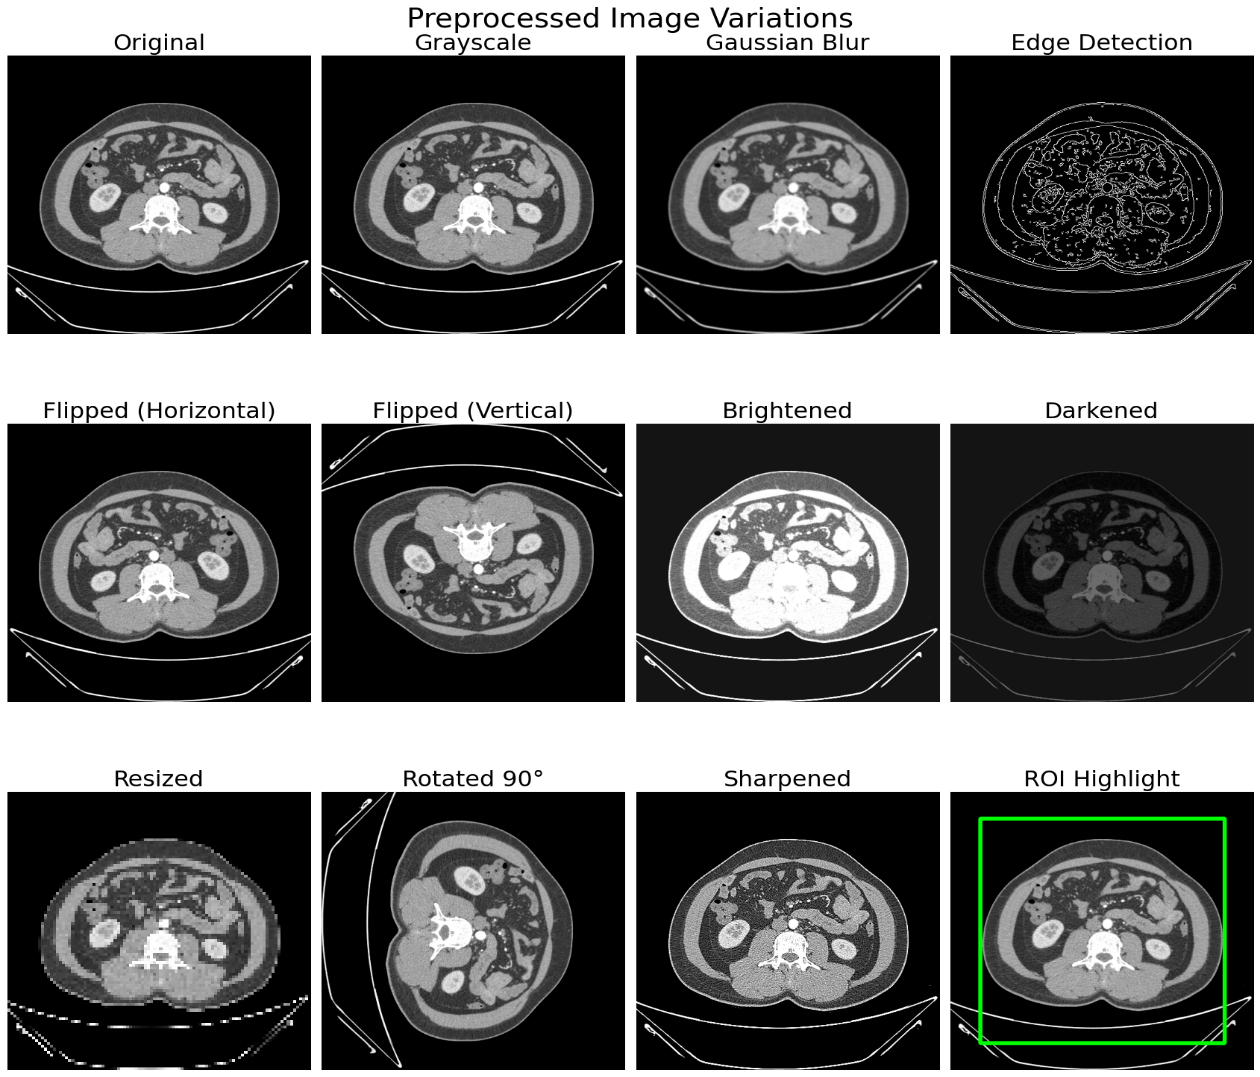 Preprocessed Image Variations
Original
Grayscale
Gaussian Blur
Edge Detection
Flipped (Horizontal)
Flipped (Vertical)
Brightened
Darkened
Resized
Rotated 90°
Sharpened
ROI Highlight